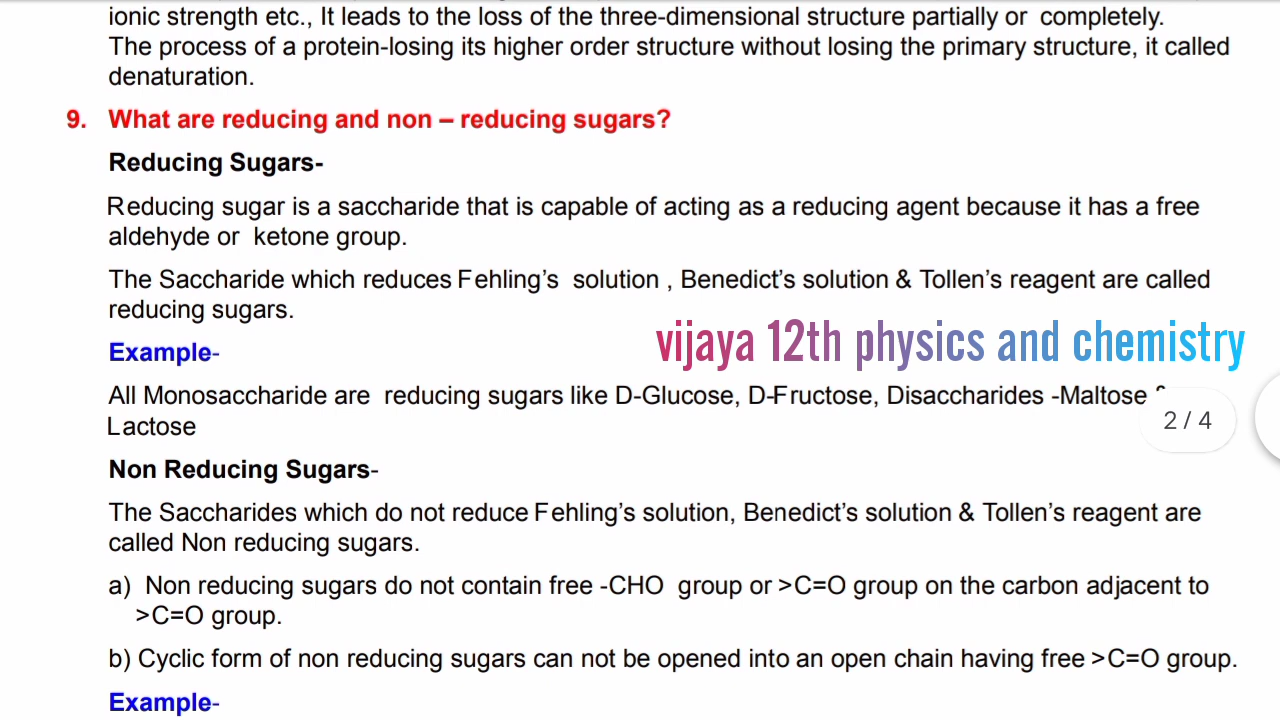 ionic strength etc., It leads to the loss of the three-dimensional structure partially or completely.
The process of a protein-losing its higher order structure without losing the primary structure, it called
denaturation.
9. What are reducing and non – reducing sugars?
Reducing Sugars-
Reducing sugar is a saccharide that is capable of acting as a reducing agent because it has a free
aldehyde or ketone group.
The Saccharide which reduces Fehling’s solution , Benedict’s solution & Tollen’s reagent are called
reducing sugars.
vijaya 12th physics and chemistry
Example-
All Monosaccharide are reducing sugars like D-Glucose, D-Fructose, Disaccharides -Maltose
Lactose
2 / 4
Non Reducing Sugars-
The Saccharides which do not reduce Fehling’s solution, Benedict’s solution & Tollen’s reagent are
called Non reducing sugars.
a) Non reducing sugars do not contain free -CHO group or >C=O group on the carbon adjacent to
>C=O group.
b) Cyclic form of non reducing sugars can not be opened into an open chain having free >C=O group.
Example-